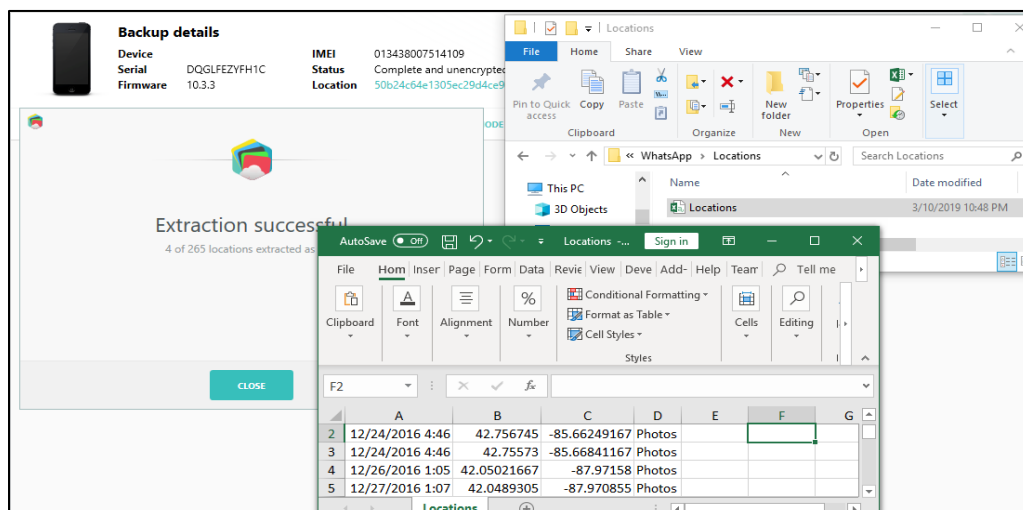 Backup details
Device IMEI 013438007514109
Serial DQGLFEZYFH1C Status Complete and unencrypted
Firmware 10.3.3 Location 50b24c64e1305ec29d4ce9
ODE
Extraction successful
4 of 265 locations extracted as
CLOSE
Locations
File Home Share View
Pin to Quick access
Copy
Paste
Clipboard
Organize
New folder
New
Properties
Open
Select
« WhatsApp > Locations
Search Locations
This PC
3D Objects
Name Date modified
Locations 3/10/2019 10:48 PM
AutoSave Off Locations -... Sign in
File Hom Inser Page Form Data Revie View Deve Add- Help Tear Tell me
Clipboard
Font
Alignment
%
Number
Conditional Formatting
Format as Table
Cell Styles
Styles
Cells
Editing
F2 fx
A B C D E F G
2 12/24/2016 4:46 42.756745 -85.66249167 Photos
3 12/24/2016 4:46 42.75573 -85.66841167 Photos
4 12/26/2016 1:05 42.05021667 -87.97158 Photos
5 12/27/2016 1:07 42.0489305 -87.970855 Photos
Locations